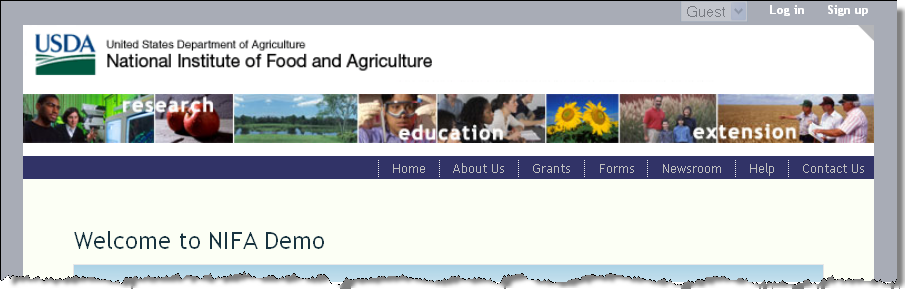 Guest Log in Sign up
USDA
United States Department of Agriculture
National Institute of Food and Agriculture
research
education
extension
Home About Us Grants Forms Newsroom Help Contact Us
Welcome to NIFA Demo